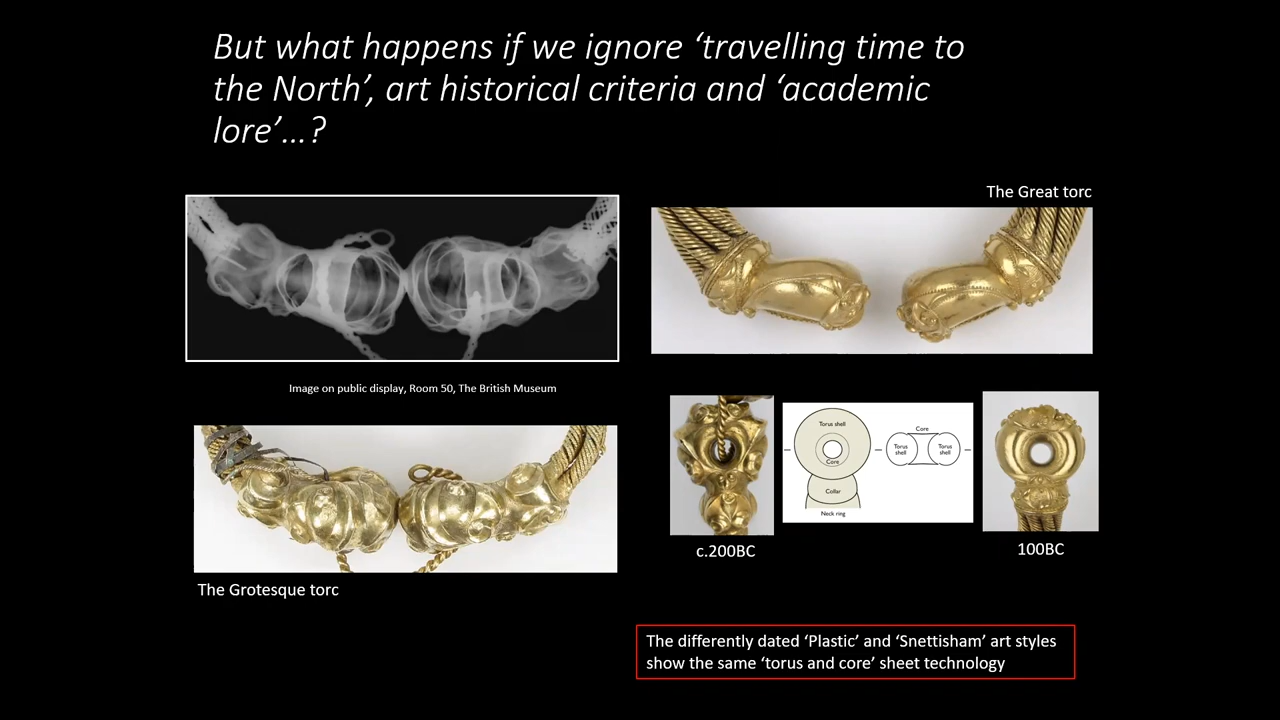 But what happens if we ignore ‘travelling time to
the North’, art historical criteria and ‘academic
lore’…?
The Great torc
Image on public display, Room 50, The British Museum
The Grotesque torc
Torus shell
Core
Collar
Neck ring
Core
Torus
shell
Torus
shell
c.200BC
100BC
The differently dated ‘Plastic’ and ‘Snettisham’ art styles
show the same ‘torus and core’ sheet technology